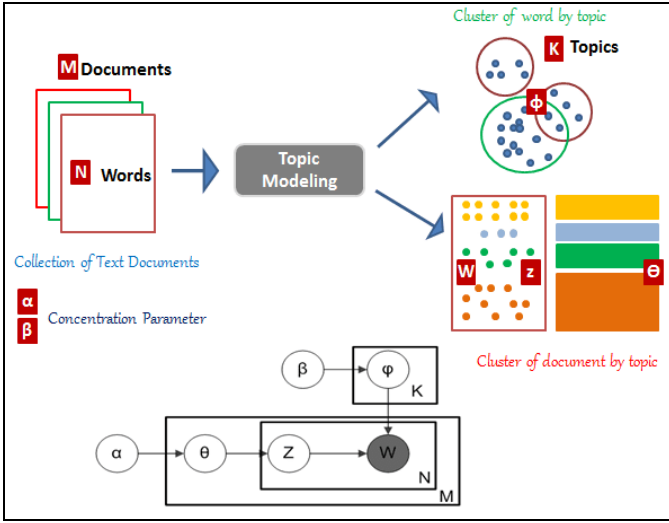 Cluster of word by topic
K Topics
M Documents
ϕ
N Words
Topic
Modeling
W z ϴ
Collection of Text Documents
α
β Concentration Parameter
Cluster of document by topic
β φ
K
α θ Z W
N
M